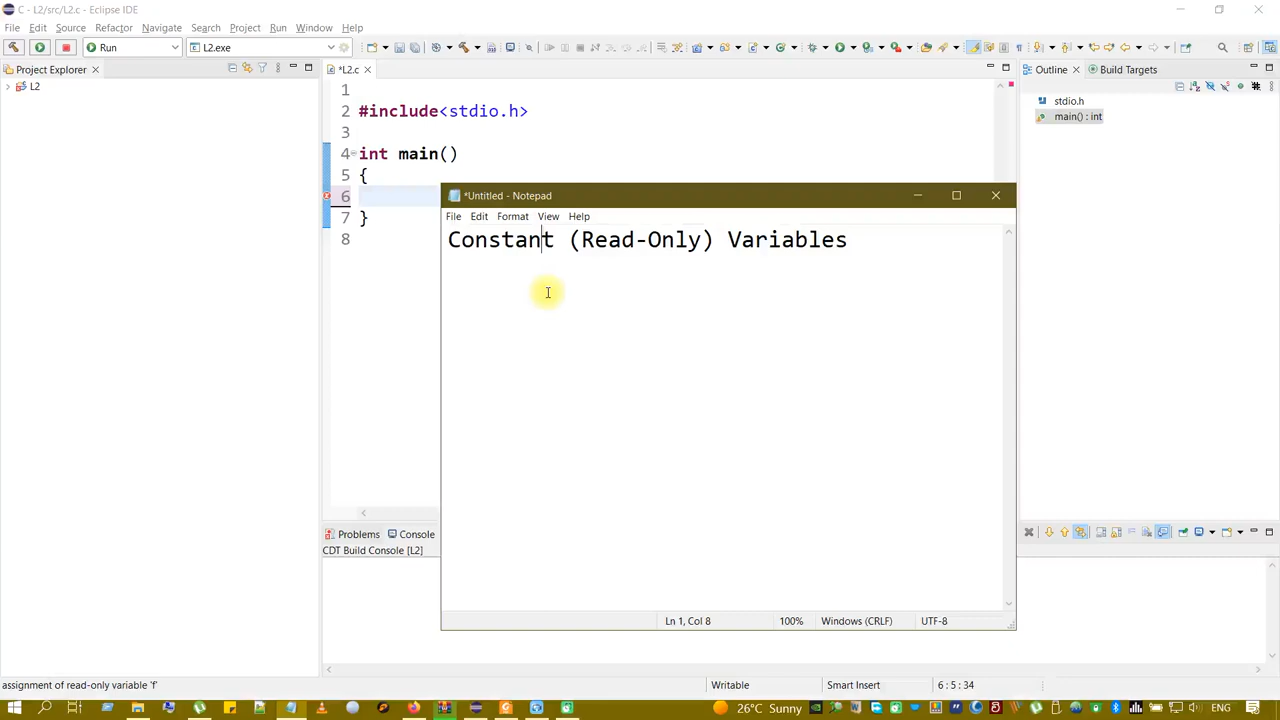 C - L2/src/L2.c - Eclipse IDE
File Edit Source Refactor Navigate Search Project Run Window Help
Run L2.exe
Project Explorer *L2.c Outline Build Targets
L2
1
2 #include<stdio.h>
3
4 int main()
5 {
6
7 }
8
stdio.h
main() : int
*Untitled - Notepad
File Edit Format View Help
Constant (Read-Only) Variables
Ln 1, Col 8 100% Windows (CRLF) UTF-8
Problems Console
CDT Build Console [L2]
assignment of read-only variable 'f' Writable Smart Insert 6 : 5 : 34
26°C Sunny ENG